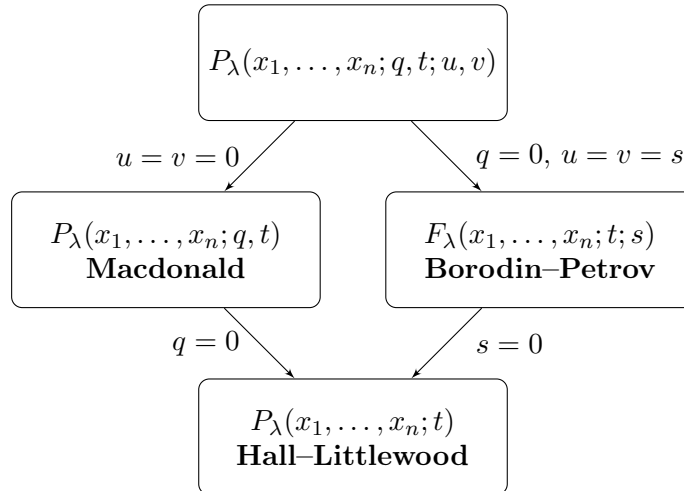 P_λ(x_1, …, x_n; q, t; u, v)
u = v = 0
q = 0, u = v = s
P_λ(x_1, …, x_n; q, t)
Macdonald
F_λ(x_1, …, x_n; t; s)
Borodin–Petrov
q = 0
s = 0
P_λ(x_1, …, x_n; t)
Hall–Littlewood